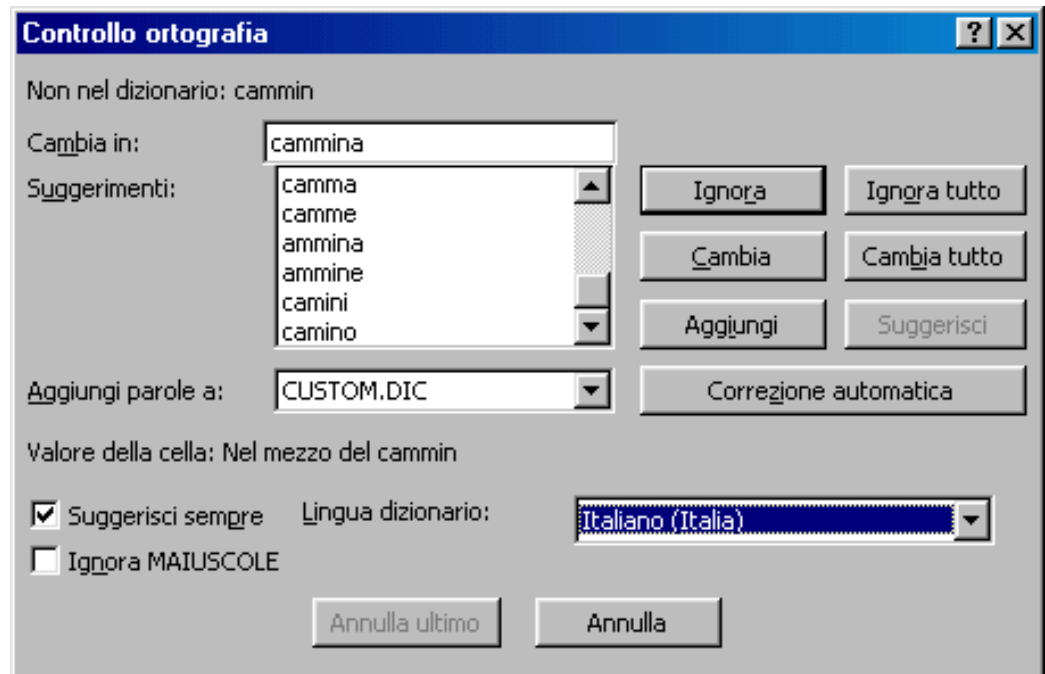 Controllo ortografia
Non nel dizionario: cammin
Cambia in: cammina
Suggerimenti:
camma
camme
ammina
ammine
camini
camino
Ignora Ignora tutto
Cambia Cambia tutto
Aggiungi Suggerisci
Aggiungi parole a: CUSTOM.DIC Correzione automatica
Valore della cella: Nel mezzo del cammin
Suggerisci sempre Lingua dizionario: Italiano (Italia)
Ignora MAIUSCOLE
Annulla ultimo Annulla